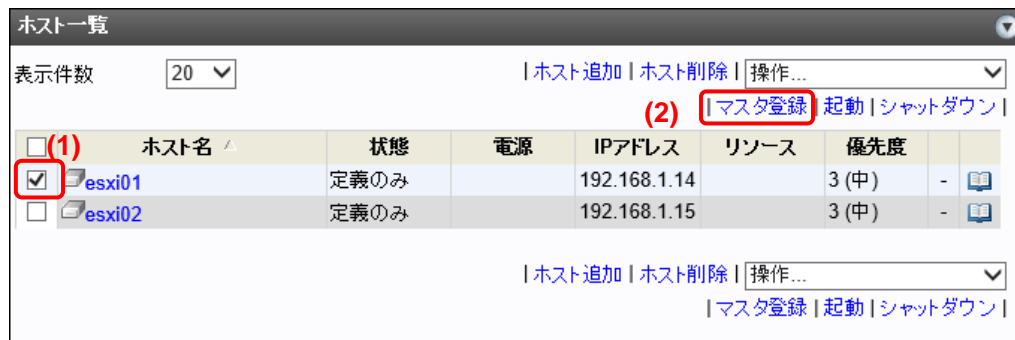 ホスト一覧
表示件数 20 |ホスト追加|ホスト削除|操作...
(2) |マスタ登録|起動|シャットダウン|
(1) ホスト名 状態 電源 IPアドレス リソース 優先度
esxi01 定義のみ 192.168.1.14 3 (中) -
esxi02 定義のみ 192.168.1.15 3 (中) -
|ホスト追加|ホスト削除|操作...
|マスタ登録|起動|シャットダウン|